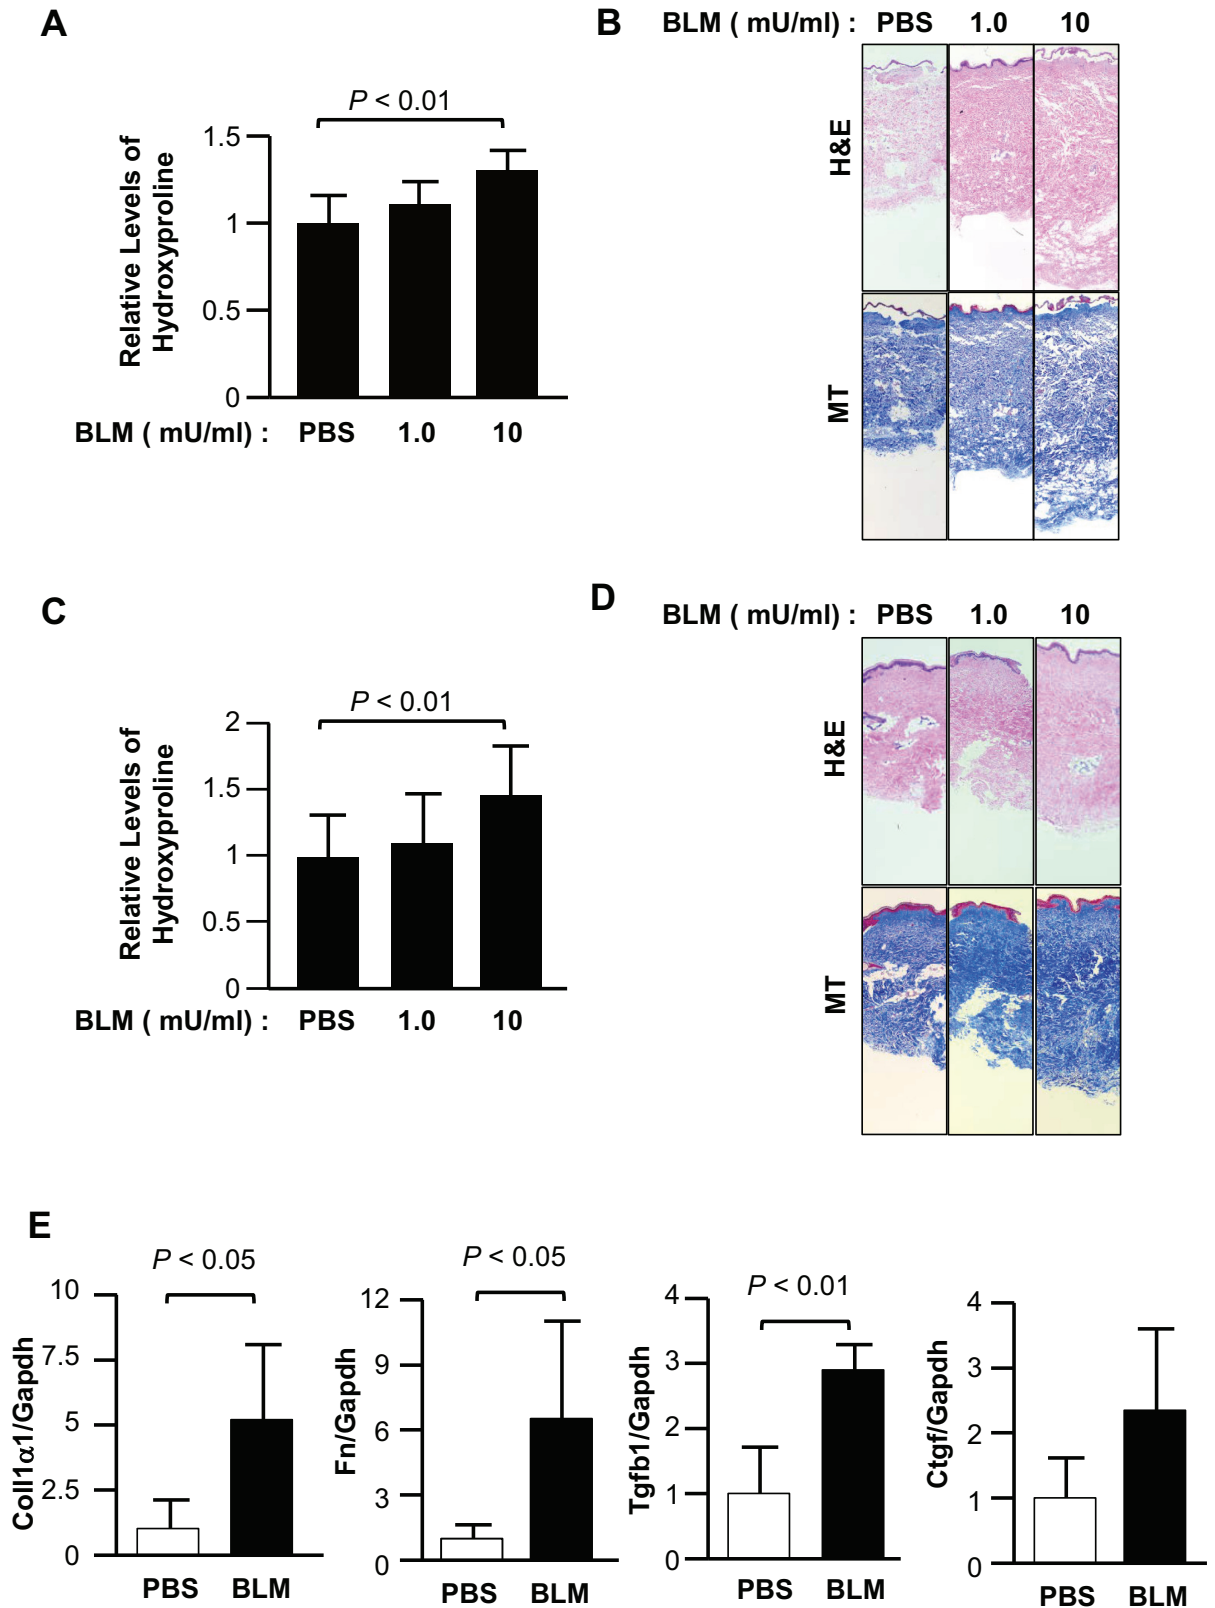 A
P < 0.01
1.5
1
0.5
0
Relative Levels of
Hydroxyproline
BLM ( mU/ml) : PBS 1.0 10
B
BLM ( mU/ml) : PBS 1.0 10
H&E
MT
C
P < 0.01
2
1.5
1
0.5
0
Relative Levels of
Hydroxyproline
BLM ( mU/ml) : PBS 1.0 10
D
BLM ( mU/ml) : PBS 1.0 10
H&E
MT
E
P < 0.05
10
7.5
5
2.5
0
Coll1α1/Gapdh
PBS BLM
P < 0.05
12
9
6
3
0
Fn/Gapdh
PBS BLM
P < 0.01
4
3
2
1
0
Tgfb1/Gapdh
PBS BLM
4
3
2
1
0
Ctgf/Gapdh
PBS BLM